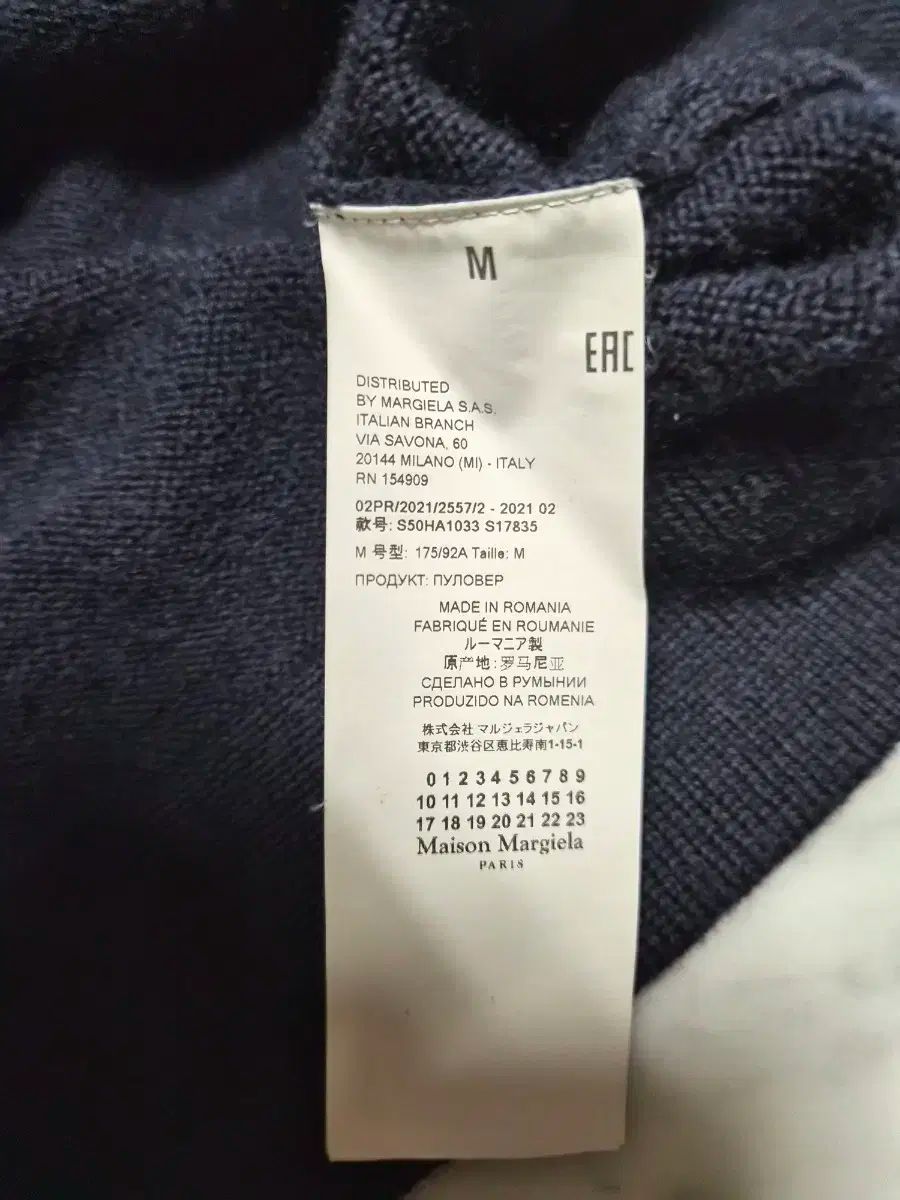 M
EAC
DISTRIBUTED
BY MARGIELA S.A.S.
ITALIAN BRANCH
VIA SAVONA, 60
20144 MILANO (MI) - ITALY
RN 154909
02PR/2021/2557/2 - 2021 02
款号: S50HA1033 S17835
M 号型: 175/92A Taille: M
ПРОДУКТ: ПУЛОВЕР
MADE IN ROMANIA
FABRIQUÉ EN ROUMANIE
ルーマニア製
原产地: 罗马尼亚
СДЕЛАНО В РУМЫНИИ
PRODUZIDO NA ROMENIA
株式会社 マルジェラジャパン
東京都渋谷区恵比寿南1-15-1
0 1 2 3 4 5 6 7 8 9
10 11 12 13 14 15 16
17 18 19 20 21 22 23
Maison Margiela
PARIS